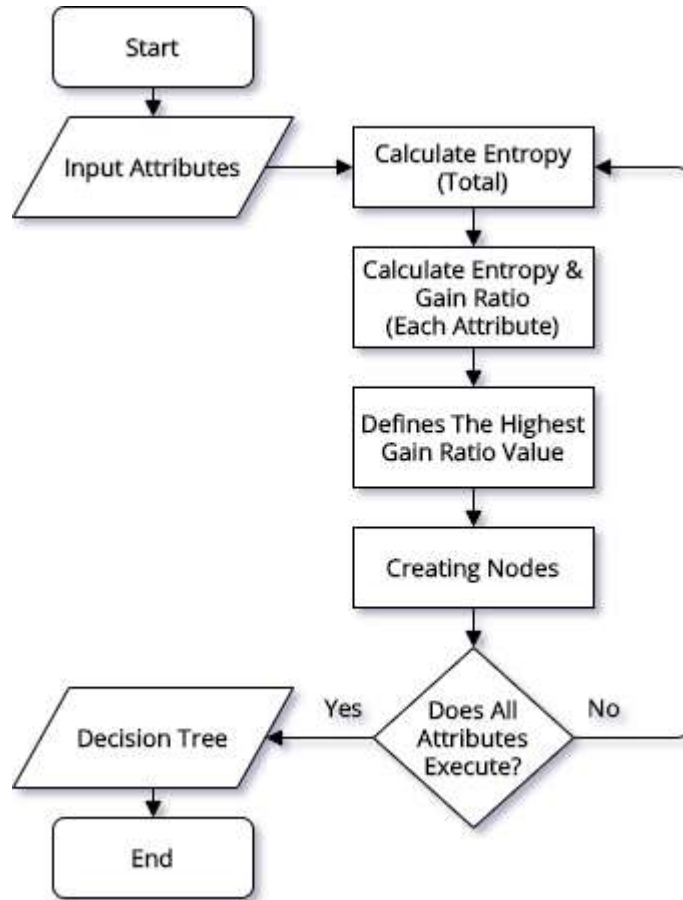 Start
Input Attributes
Calculate Entropy
(Total)
Calculate Entropy &
Gain Ratio
(Each Attribute)
Defines The Highest
Gain Ratio Value
Creating Nodes
Does All
Attributes
Execute?
Yes
No
Decision Tree
End